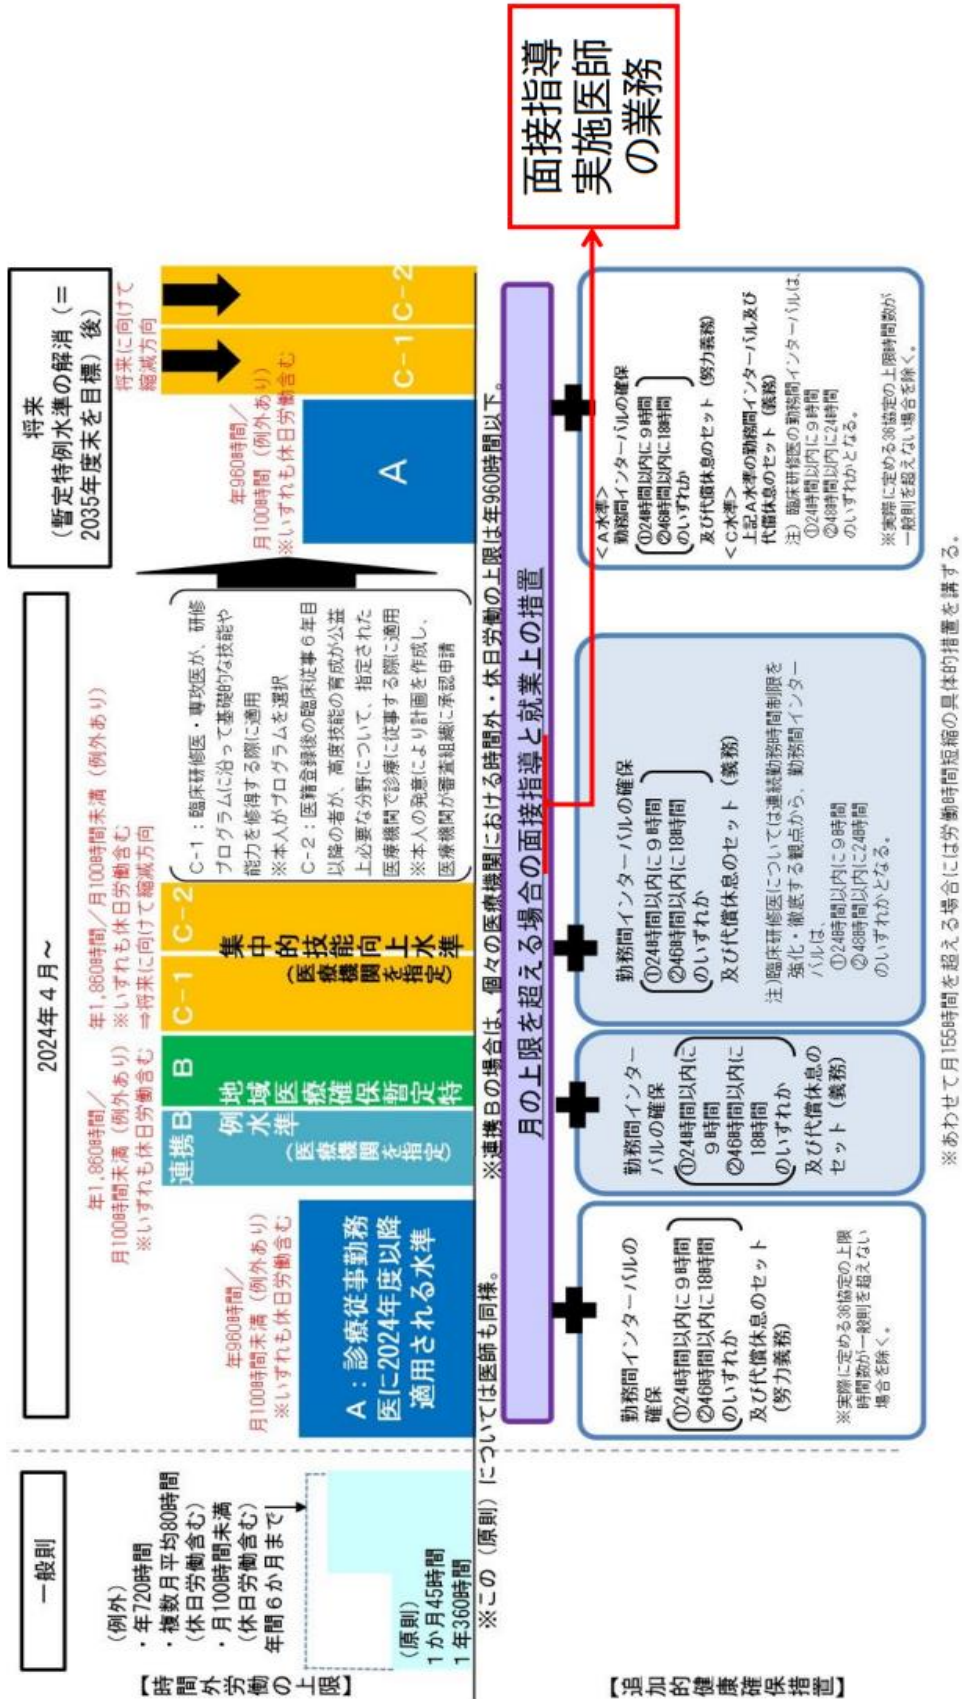 一般則
2024年４月～
将来
（暫定特例水準の解消（＝
2035年度末を目標）後）
【時間外労働の上限】
（例外）
・年720時間
・複数月平均80時間
（休日労働含む）
・月100時間未満
（休日労働含む）
年間６か月まで
（原則）
１か月45時間
１年360時間
年960時間／
月100時間未満（例外あり）
※いずれも休日労働含む
Ａ：診療従事勤務
医に2024年度以降
適用される水準
年1,860時間／
月100時間未満（例外あり）
※いずれも休日労働含む
連携Ｂ
Ｂ
地域医療確保暫定特
例水準
（医療機関を指定）
年1,860時間／月100時間未満（例外あり）
※いずれも休日労働含む
⇒将来に向けて縮減方向
Ｃ-１
Ｃ-２
集中的技能向上水準
（医療機関を指定）
Ｃ-１：臨床研修医・専攻医が、研修
プログラムに沿って基礎的な技能や
能力を修得する際に適用
※本人がプログラムを選択
Ｃ-２：医籍登録後の臨床従事６年目
以降の者が、高度技能の育成が公益
上必要な分野について、指定された
医療機関で診療に従事する際に適用
※本人の発意により計画を作成し、
医療機関が審査組織に承認申請
年960時間／
月100時間（例外あり）
※いずれも休日労働含む
Ａ
将来に向けて
縮減方向
Ｃ-１
Ｃ-２
※この（原則）については医師も同様。
※連携Ｂの場合は、個々の医療機関における時間外・休日労働の上限は年960時間以下。
月の上限を超える場合の面接指導と就業上の措置
面接指導
実施医師
の業務
【追加的健康確保措置】
勤務間インターバルの
確保
①24時間以内に９時間
②46時間以内に18時間
のいずれか
及び代償休息のセット
（努力義務）
※実際に定める36協定の上限
時間数が一般則を超えない
場合を除く。
勤務間インター
バルの確保
①24時間以内に
９時間
②46時間以内に
18時間
のいずれか
及び代償休息の
セット（義務）
勤務間インターバルの確保
①24時間以内に９時間
②46時間以内に18時間
のいずれか
及び代償休息のセット（義務）
注）臨床研修医については連続勤務時間制限を
強化・徹底する観点から、勤務間インター
バルは、
①24時間以内に９時間
②48時間以内に24時間
のいずれかとなる。
＜Ａ水準＞
勤務間インターバルの確保
①24時間以内に９時間
②46時間以内に18時間
のいずれか
及び代償休息のセット（努力義務）
＜Ｃ水準＞
上記Ａ水準の勤務間インターバル及び
代償休息のセット（義務）
注）臨床研修医の勤務間インターバルは、
①24時間以内に９時間
②48時間以内に24時間
のいずれかとなる。
※実際に定める36協定の上限時間数が
一般則を超えない場合を除く。
※あわせて月155時間を超える場合には労働時間短縮の具体的措置を講ずる。